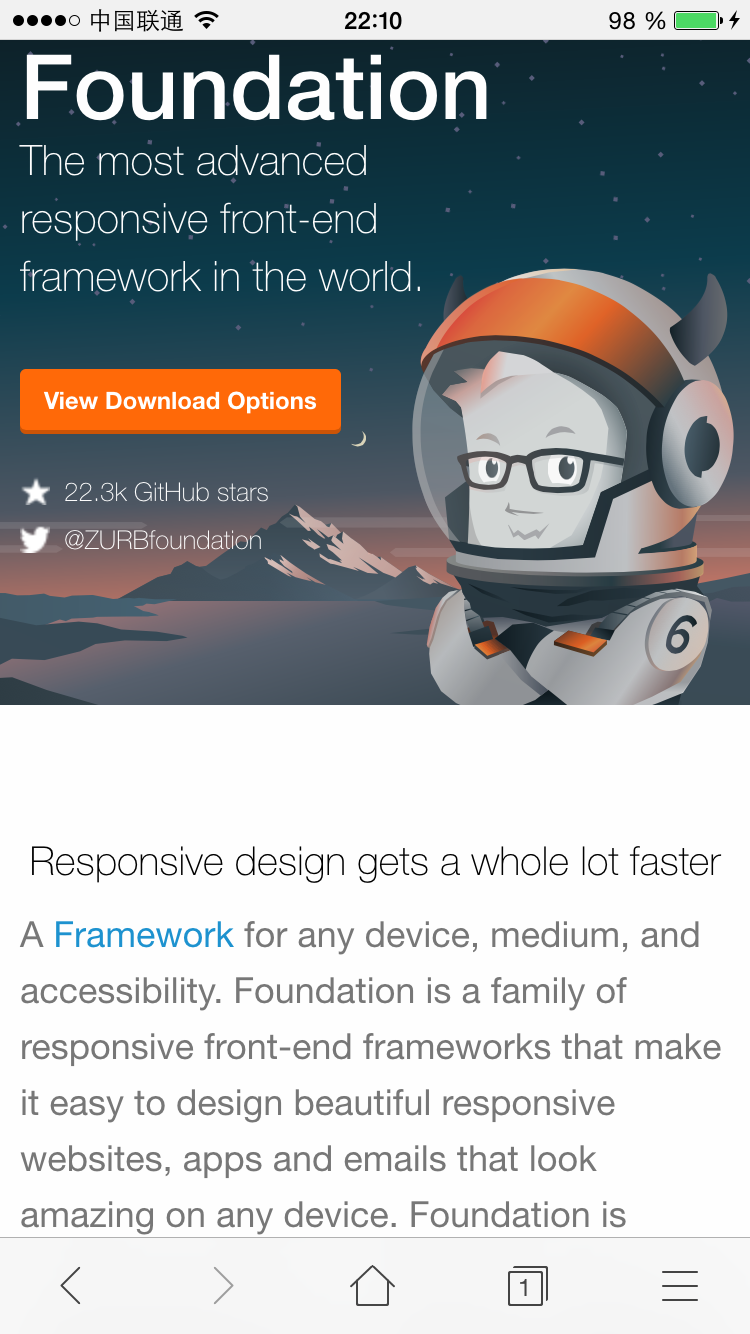 中国联通 22:10 98 %
Foundation
The most advanced
responsive front-end
framework in the world.
View Download Options
22.3k GitHub stars
@ZURBfoundation
6
Responsive design gets a whole lot faster
A Framework for any device, medium, and
accessibility. Foundation is a family of
responsive front-end frameworks that make
it easy to design beautiful responsive
websites, apps and emails that look
amazing on any device. Foundation is
1